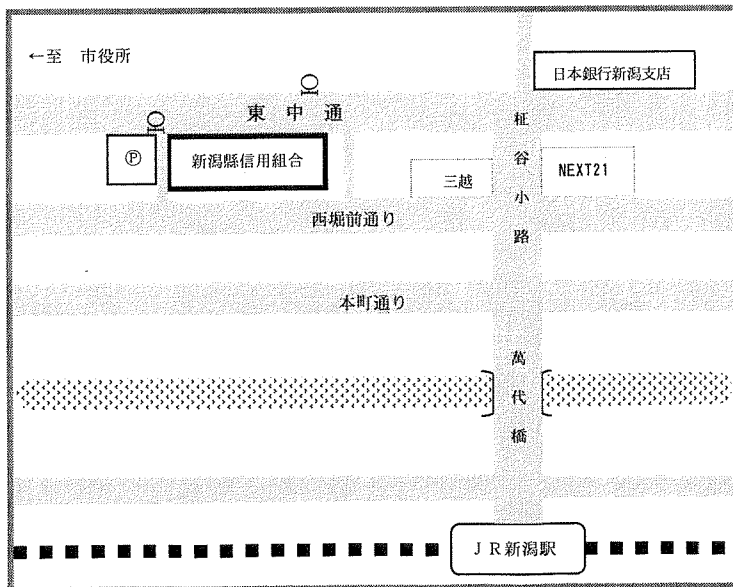 ←至 市役所
日本銀行新潟支店
東中通
Ⓟ
新潟縣信用組合
三越
NEXT21
柾谷小路
西堀前通り
本町通り
萬代橋
JR新潟駅